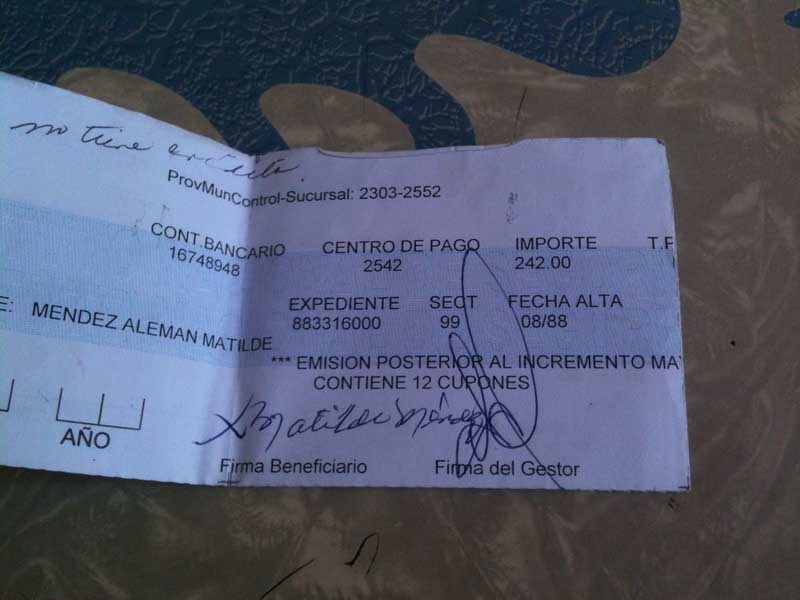 no tiene
ProvMunControl-Sucursal: 2303-2552
CONT.BANCARIO CENTRO DE PAGO IMPORTE
16748948 2542 242.00
EXPEDIENTE SECT FECHA ALTA
E: MENDEZ ALEMAN MATILDE 883316000 99 08/88
*** EMISION POSTERIOR AL INCREMENTO
CONTIENE 12 CUPONES
AÑO X Matilde Méndez
Firma Beneficiario Firma del Gestor